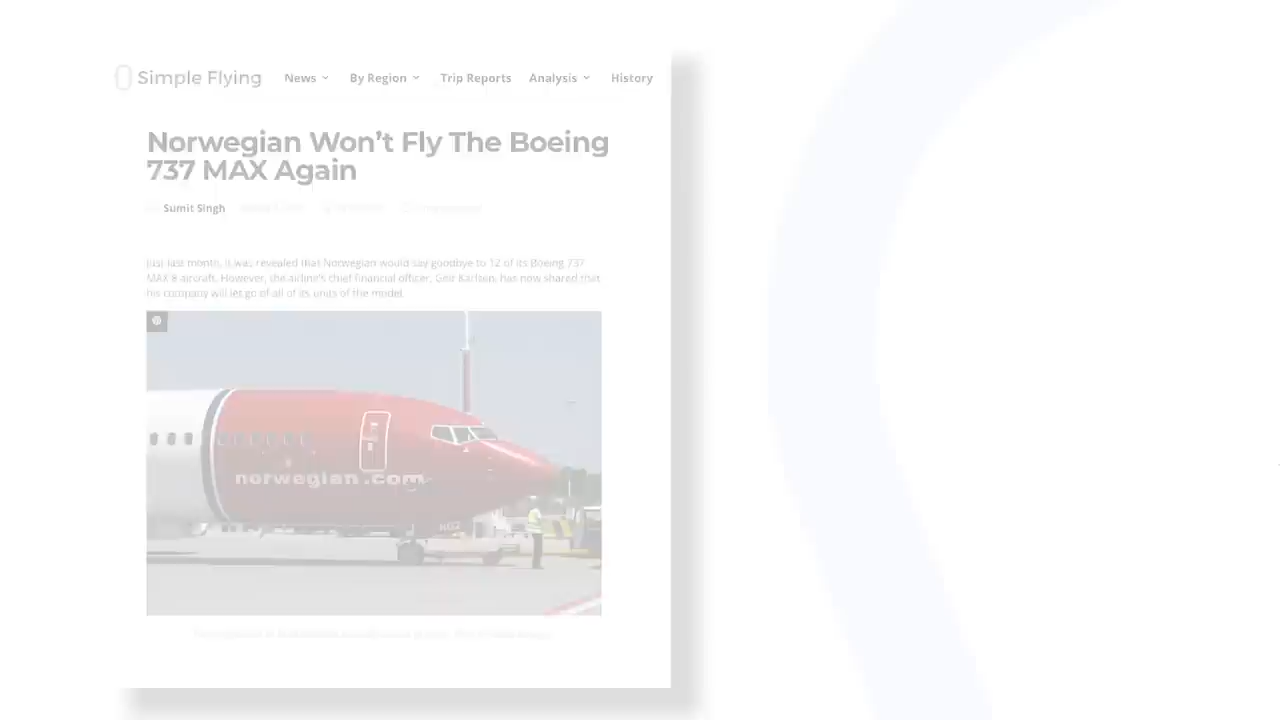 Simple Flying News By Region Trip Reports Analysis History
Norwegian Won't Fly The Boeing
737 MAX Again
Sumit Singh
Just last month, it was revealed that Norwegian would say goodbye to 12 of its Boeing 737
MAX 8 aircraft. However, the airline's chief financial officer, Geir Karlsen, has now shared that
his company will let go of all of its units of the model.
norwegian.com